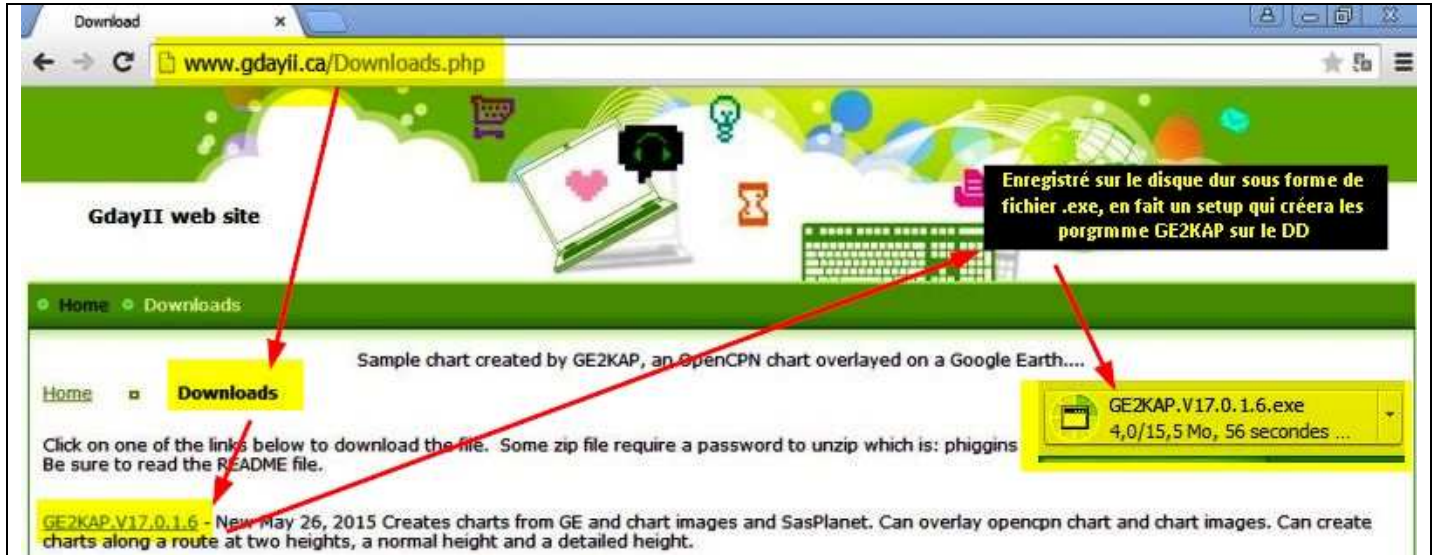 Download
www.gdayii.ca/Downloads.php
GdayII web site
Enregistré sur le disque dur sous forme de
fichier .exe, en fait un setup qui créera les
porgrmme GE2KAP sur le DD
Home Downloads
Sample chart created by GE2KAP, an OpenCPN chart overlayed on a Google Earth....
Home Downloads
GE2KAP.V17.0.1.6.exe
4,0/15,5 Mo, 56 secondes ...
Click on one of the links below to download the file. Some zip file require a password to unzip which is: phiggins
Be sure to read the README file.
GE2KAP.V17.0.1.6 - New May 26, 2015 Creates charts from GE and chart images and SasPlanet. Can overlay opencpn chart and chart images. Can create
charts along a route at two heights, a normal height and a detailed height.